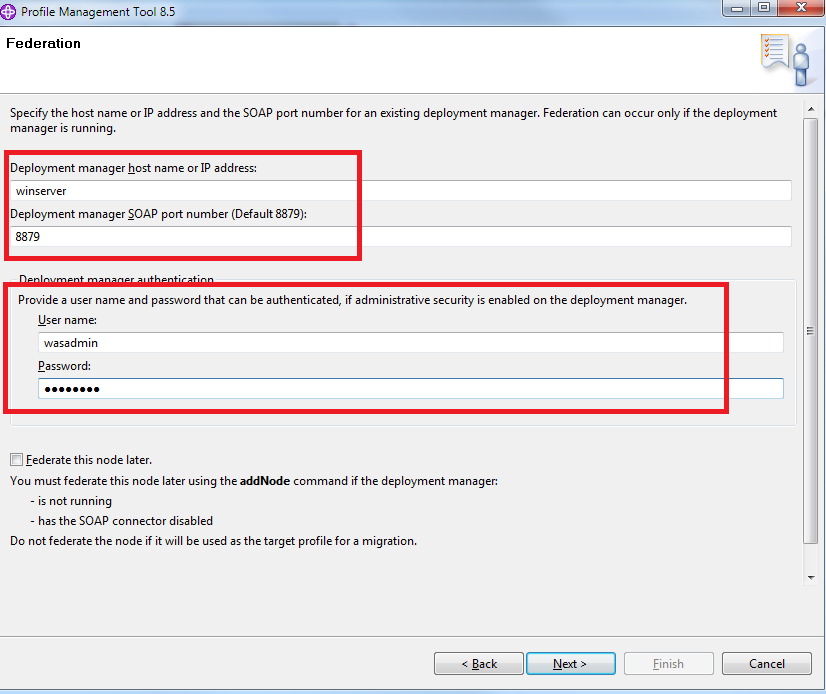 Profile Management Tool 8.5
Federation
Specify the host name or IP address and the SOAP port number for an existing deployment manager. Federation can occur only if the deployment
manager is running.
Deployment manager host name or IP address:
winserver
Deployment manager SOAP port number (Default 8879):
8879
Deployment manager authentication
Provide a user name and password that can be authenticated, if administrative security is enabled on the deployment manager.
User name:
wasadmin
Password:
●●●●●●●●
Federate this node later.
You must federate this node later using the addNode command if the deployment manager:
- is not running
- has the SOAP connector disabled
Do not federate the node if it will be used as the target profile for a migration.
< Back
Next >
Finish
Cancel